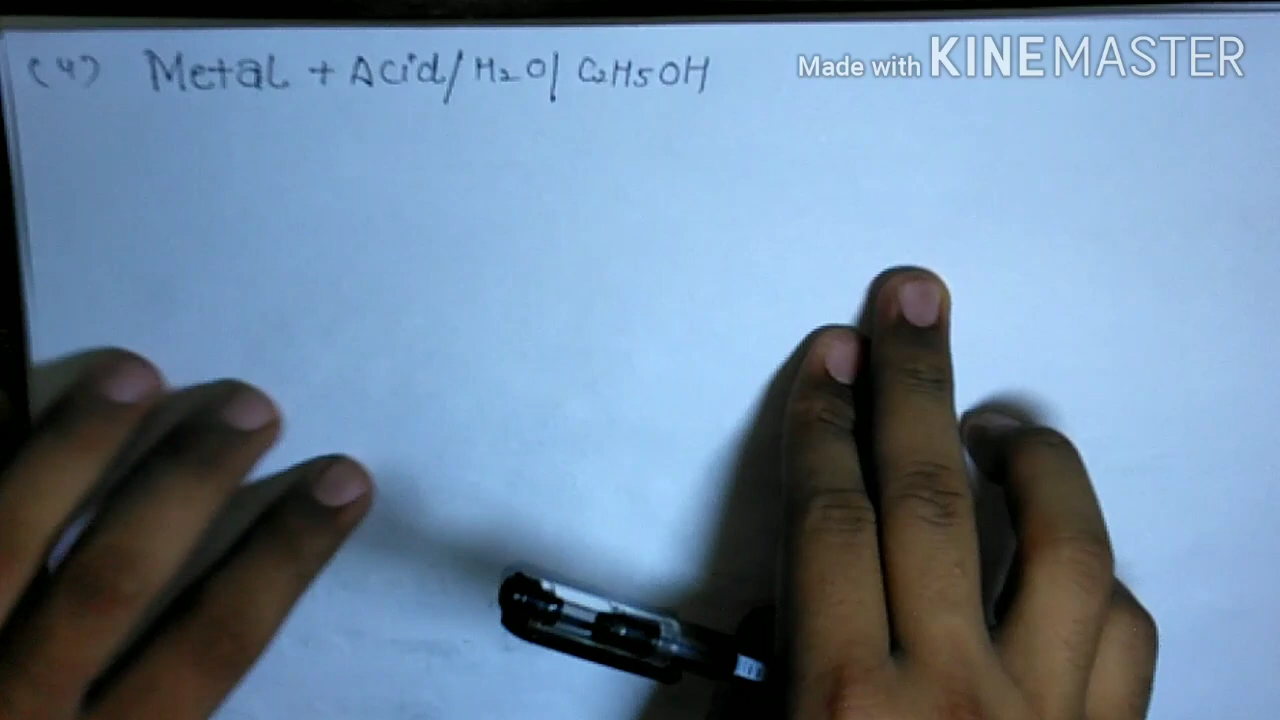 (4) Metal + Acid/H₂O/C₂H5OH
Made with KINEMASTER